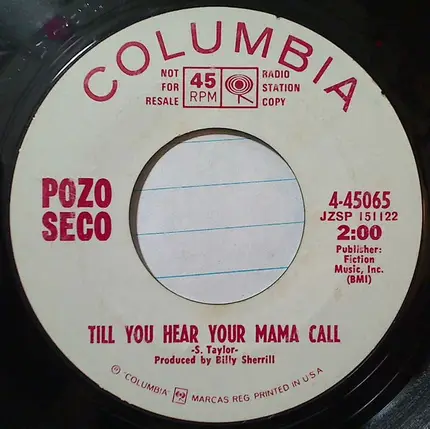 COLUMBIA
NOT FOR RESALE
45 RPM
RADIO STATION COPY
POZO SECO
4-45065
JZSP 151122
2:00
Publisher:
Fiction
Music, Inc.
(BMI)
TILL YOU HEAR YOUR MAMA CALL
-S. Taylor-
Produced by Billy Sherrill
℗ "COLUMBIA" MARCAS REG. PRINTED IN U.S.A